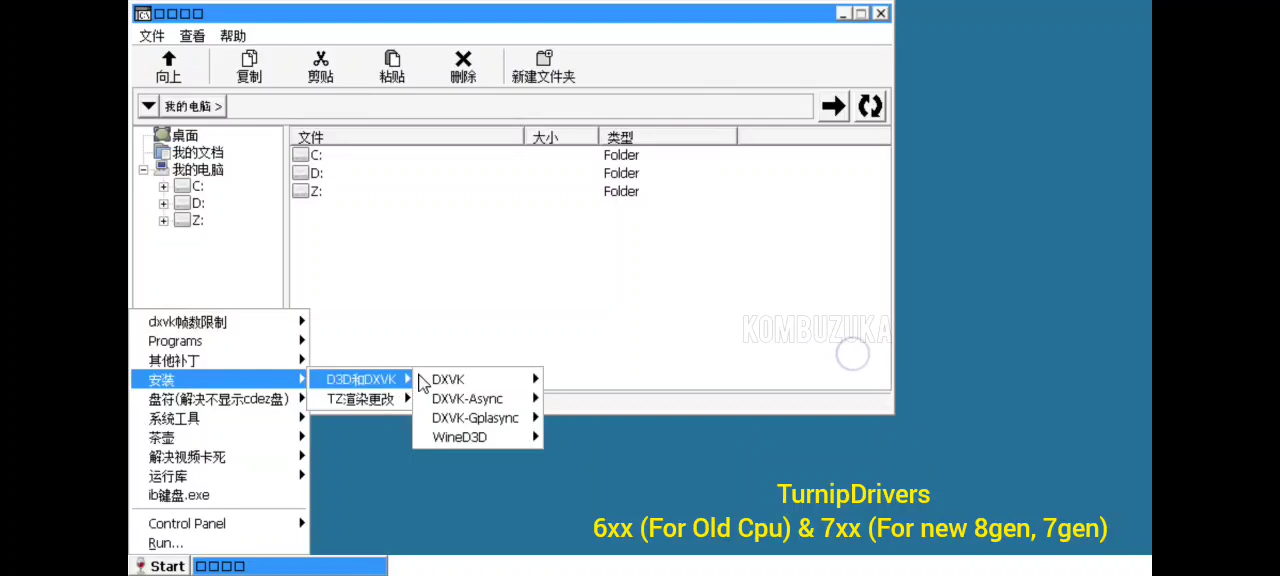 □□□□
文件 查看 帮助
向上 复制 剪贴 粘贴 删除 新建文件夹
我的电脑 >
桌面
我的文档
我的电脑
C:
D:
Z:
文件 大小 类型
C: Folder
D: Folder
Z: Folder
KOMBUZUKA
dxvk帧数限制
Programs
其他补丁
安装
盘符(解决不显示cdez盘)
系统工具
茶壶
解决视频卡死
运行库
ib键盘.exe
Control Panel
Run...
D3D和DXVK
TZ渲染更改
DXVK
DXVK-Async
DXVK-Gplasync
WineD3D
TurnipDrivers
6xx (For Old Cpu) & 7xx (For new 8gen, 7gen)
Start □□□□